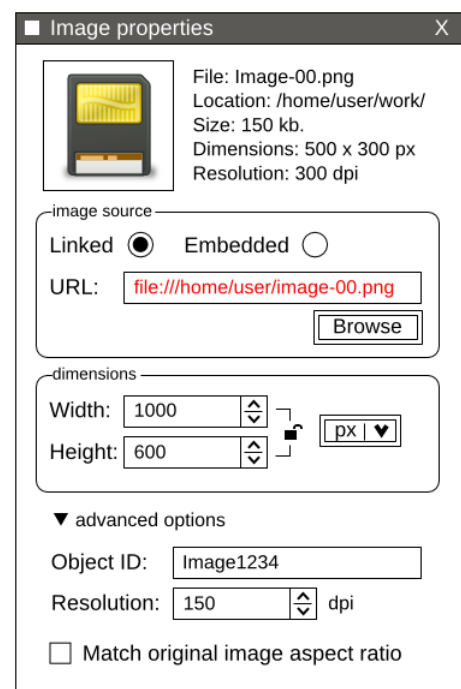 Image properties X
File: Image-00.png
Location: /home/user/work/
Size: 150 kb.
Dimensions: 500 x 300 px
Resolution: 300 dpi
image source
Linked Embedded
URL: file:///home/user/image-00.png
Browse
dimensions
Width: 1000
px
Height: 600
advanced options
Object ID: Image1234
Resolution: 150 dpi
Match original image aspect ratio